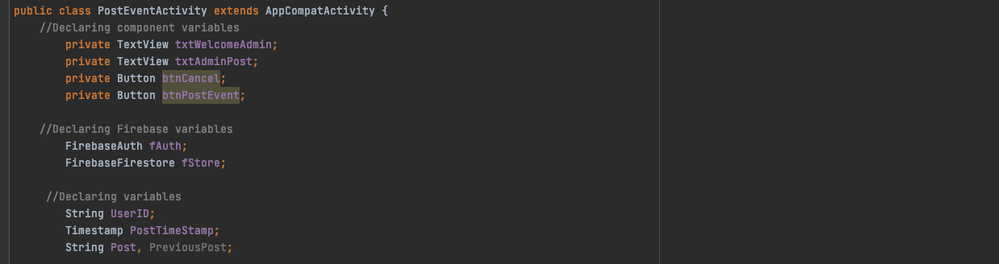 public class PostEventActivity extends AppCompatActivity {
//Declaring component variables
private TextView txtWelcomeAdmin;
private TextView txtAdminPost;
private Button btnCancel;
private Button btnPostEvent;
//Declaring Firebase variables
FirebaseAuth fAuth;
FirebaseFirestore fStore;
//Declaring variables
String UserID;
Timestamp PostTimeStamp;
String Post, PreviousPost;